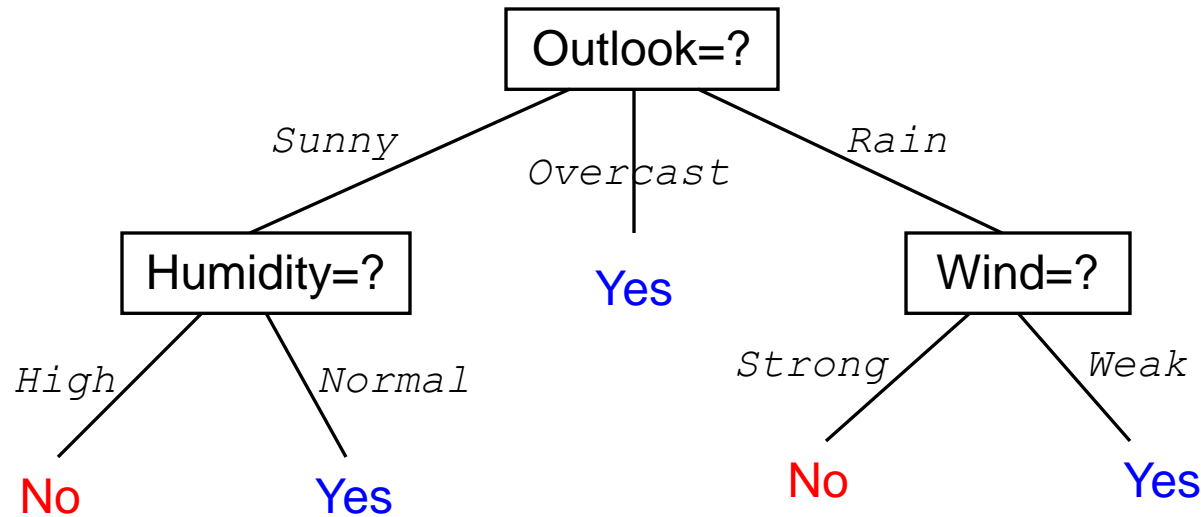 Outlook=?
Sunny
Overcast
Rain
Humidity=?
Yes
Wind=?
High
Normal
Strong
Weak
No
Yes
No
Yes